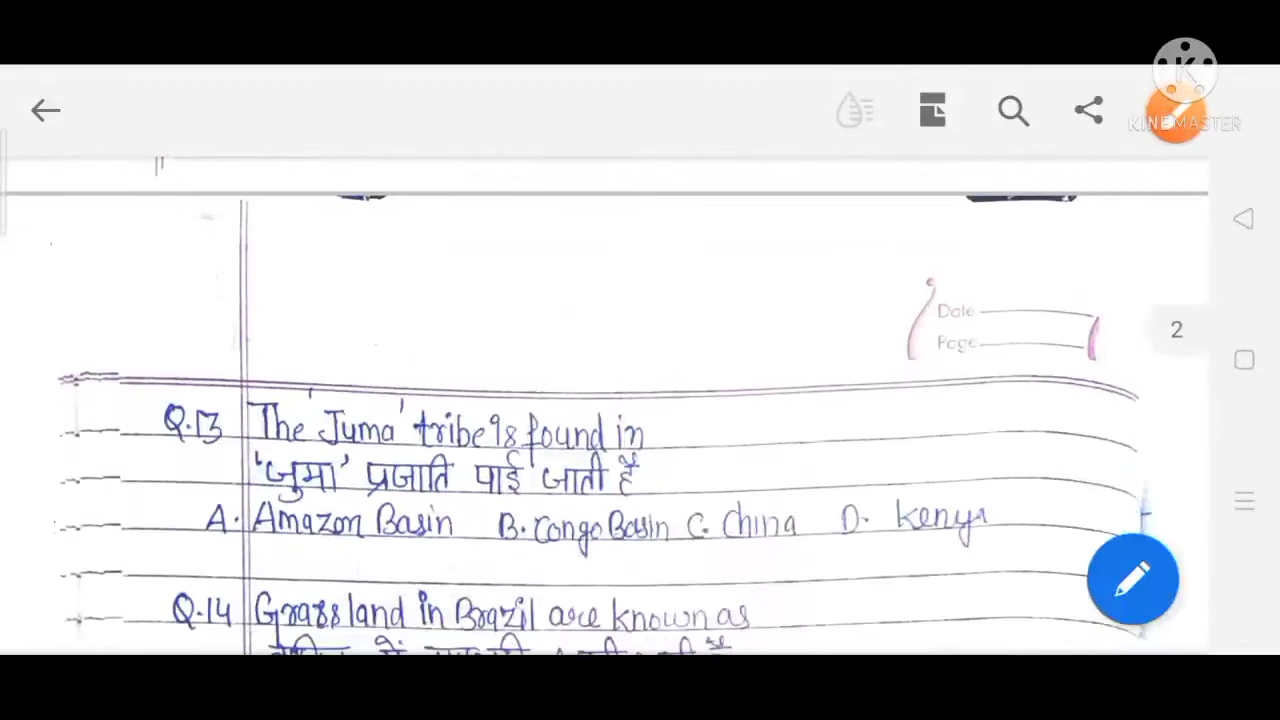 KINEMASTER
Date
Page
2
Q.13 The 'Juma' tribe is found in
'जुमा' प्रजाति पाई जाती है
A. Amazon Basin B. Congo Basin C. China D. Kenya
Q.14 Grassland in Brazil are known as